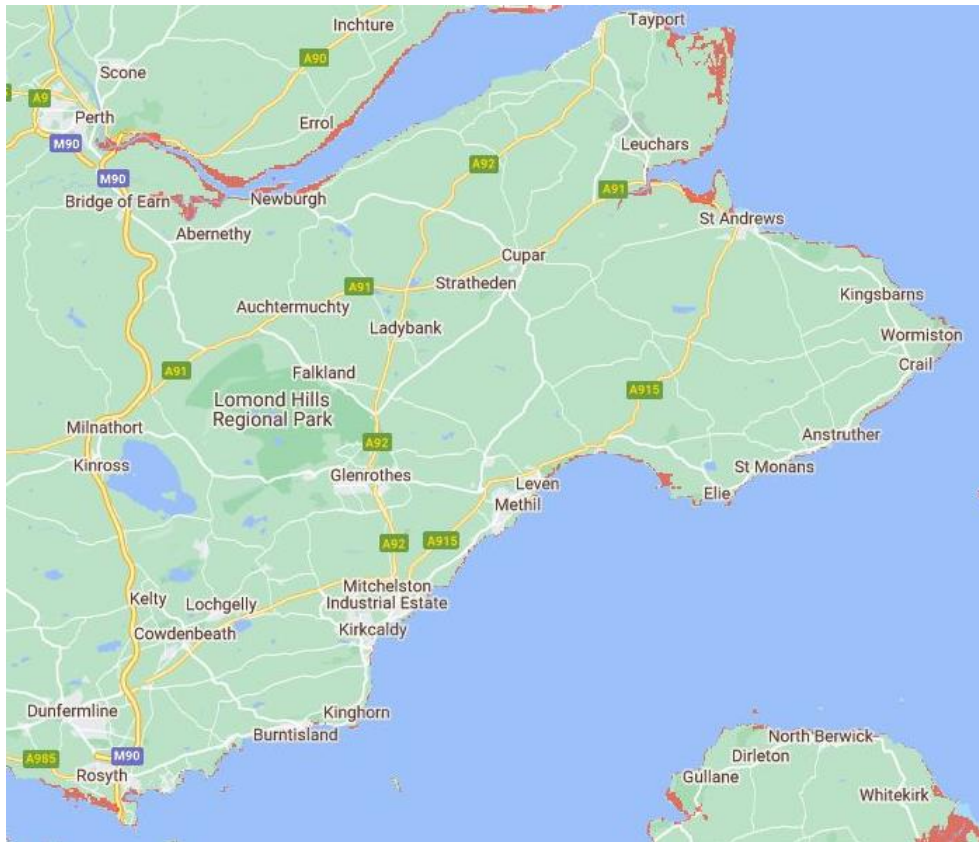 Tayport
Inchture
A90
Scone
A9
Perth
Errol
M90
Leuchars
A92
M90
A91
Bridge of Earn
Newburgh
St Andrews
Abernethy
Cupar
Stratheden
A91
Kingsbarns
Auchtermuchty
Ladybank
Wormiston
Crail
A91
Falkland
A915
Lomond Hills
Regional Park
Milnathort
A92
Anstruther
Kinross
Glenrothes
St Monans
Leven
Elie
Methil
A92
A915
Mitchelston
Industrial Estate
Kelty
Lochgelly
Cowdenbeath
Kirkcaldy
Dunfermline
Kinghorn
Burntisland
North Berwick
A985
M90
Dirleton
Rosyth
Gullane
Whitekirk